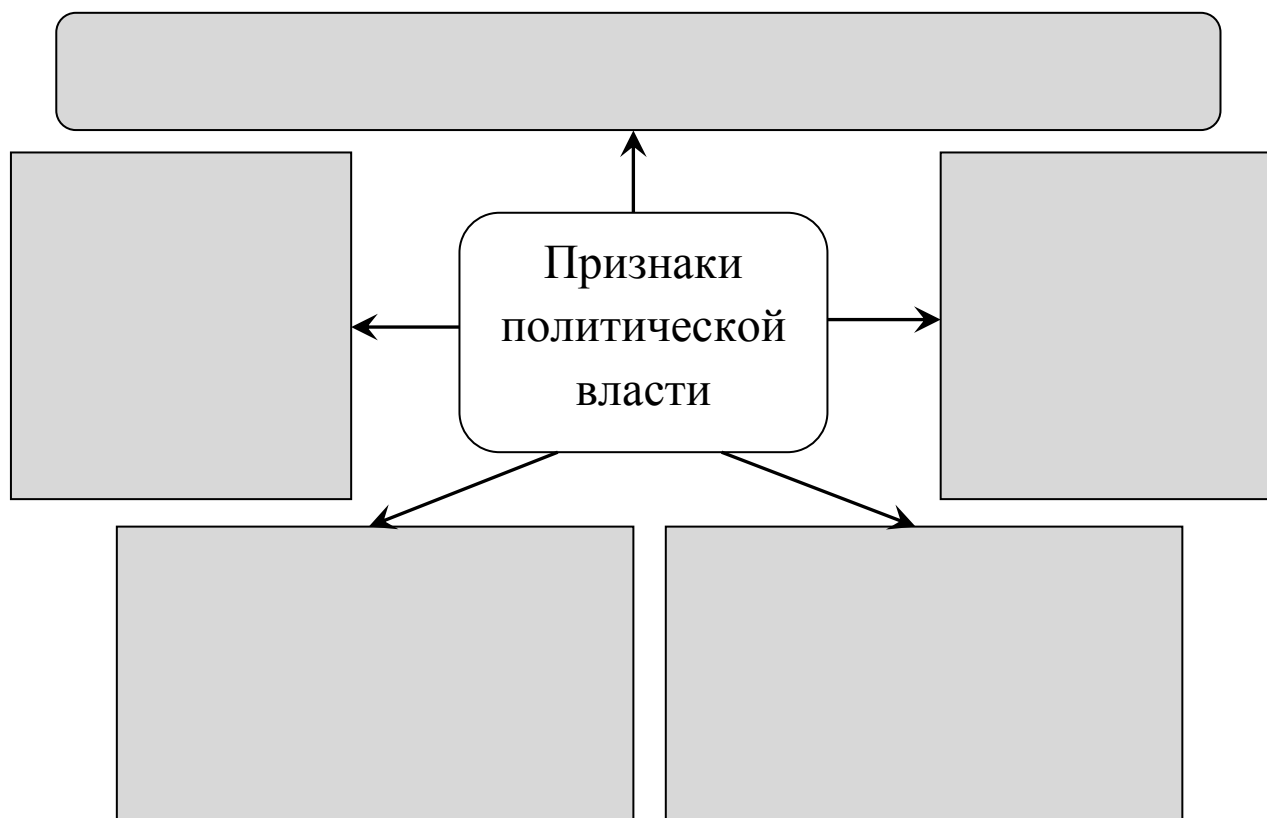 Признаки
политической
власти